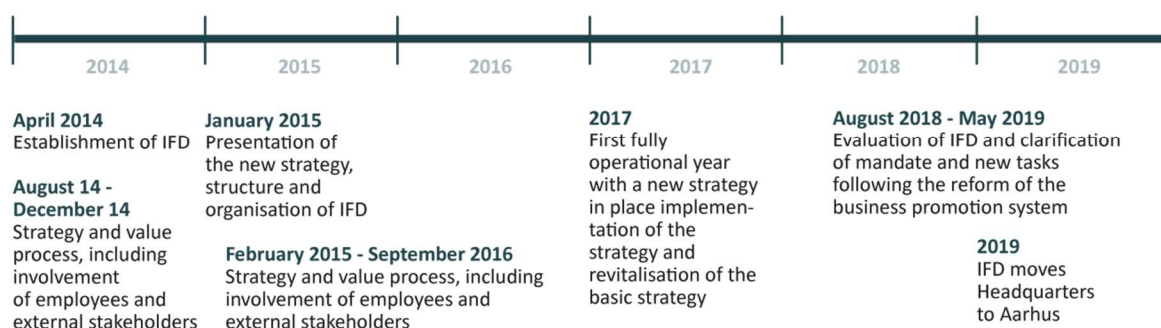 2014 2015 2016 2017 2018 2019
April 2014
Establishment of IFD
August 14 -
December 14
Strategy and value
process, including
involvement
of employees and
external stakeholders
January 2015
Presentation of
the new strategy,
structure and
organisation of IFD
February 2015 - September 2016
Strategy and value process, including
involvement of employees and
external stakeholders
2017
First fully
operational year
with a new strategy
in place implemen-
tation of the
strategy and
revitalisation of the
basic strategy
August 2018 - May 2019
Evaluation of IFD and clarification
of mandate and new tasks
following the reform of the
business promotion system
2019
IFD moves
Headquarters
to Aarhus